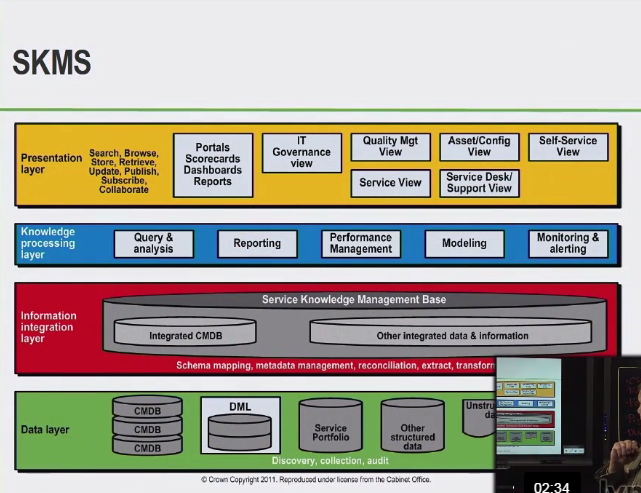 SKMS
Presentation
layer
Search, Browse,
Store, Retrieve,
Update, Publish,
Subscribe,
Collaborate
Portals
Scorecards
Dashboards
Reports
IT
Governance
view
Quality Mgt
View
Asset/Config
View
Self-Service
View
Service View
Service Desk/
Support View
Knowledge
processing
layer
Query &
analysis
Reporting
Performance
Management
Modeling
Monitoring &
alerting
Information
integration
layer
Service Knowledge Management Base
Integrated CMDB
Other integrated data & information
Schema mapping, metadata management, reconciliation, extract, transform
Data layer
CMDB
CMDB
CMDB
DML
Service
Portfolio
Other
structured
data
Unstru
da
Discovery, collection, audit
© Crown Copyright 2011. Reproduced under license from the Cabinet Office.
02:34